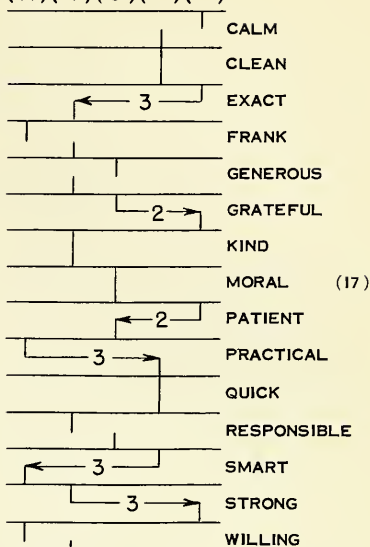 CALM
CLEAN
3 EXACT
FRANK
GENEROUS
2 GRATEFUL
KIND
MORAL (17)
2 PATIENT
3 PRACTICAL
QUICK
RESPONSIBLE
3 SMART
3 STRONG
WILLING